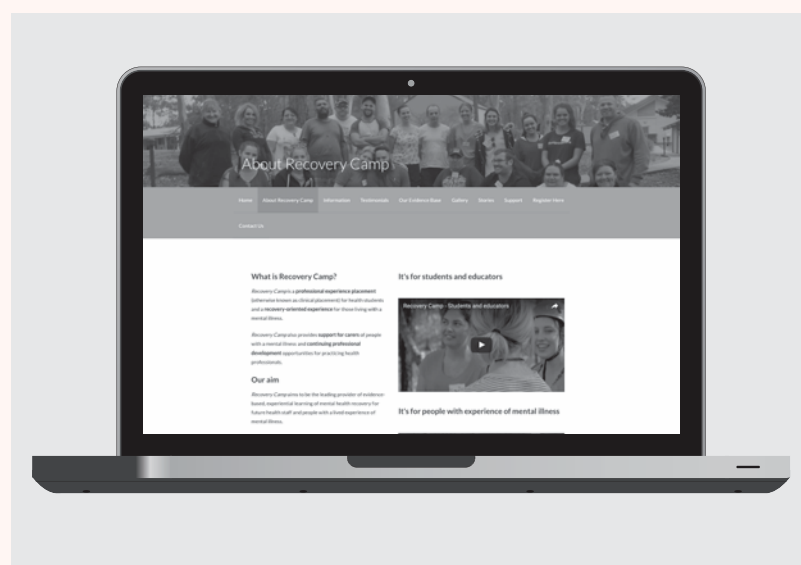 About Recovery Camp
Home About Recovery Camp Information Testimonials Our Evidence Base Gallery Stories Support Register Here
Contact Us
What is Recovery Camp?
Recovery Camp is a professional experience placement
(otherwise known as clinical placement) for health students
and a recovery-oriented experience for those living with a
mental illness.
Recovery Camp also provides support for carers of people
with a mental illness and continuing professional
development opportunities for practicing health
professionals.
Our aim
Recovery Camp aims to be the leading provider of evidence-
based, experiential learning of mental health recovery for
future health staff and people with a lived experience of
mental illness.
It's for students and educators
Recovery Camp - Students and educators
It's for people with experience of mental illness